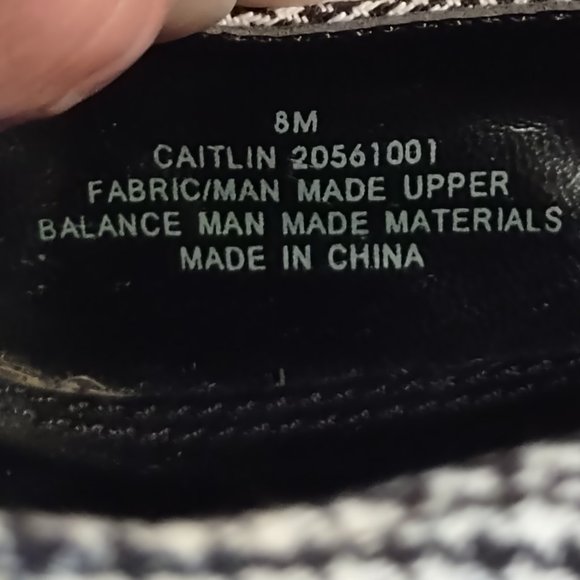 8M
CAITLIN 20561001
FABRIC/MAN MADE UPPER
BALANCE MAN MADE MATERIALS
MADE IN CHINA